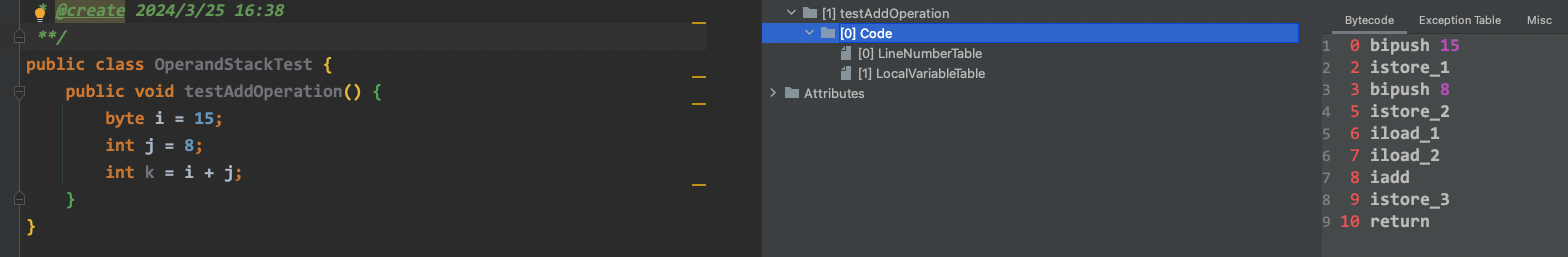 * @create 2024/3/25 16:38
**/
public class OperandStackTest {
public void testAddOperation() {
byte i = 15;
int j = 8;
int k = i + j;
}
}
[1] testAddOperation
[0] Code
[0] LineNumberTable
[1] LocalVariableTable
Attributes
Bytecode Exception Table Misc
1 0 bipush 15
2 2 istore_1
3 3 bipush 8
4 5 istore_2
5 6 iload_1
6 7 iload_2
7 8 iadd
8 9 istore_3
9 10 return